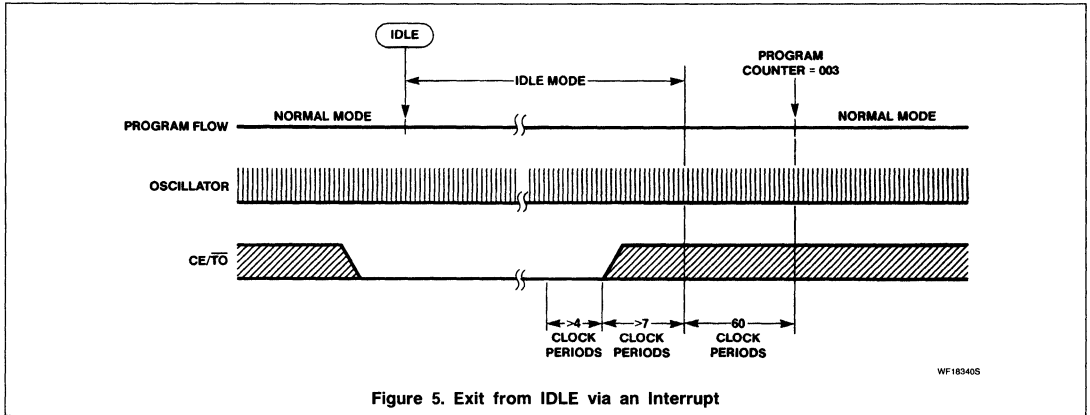 IDLE
PROGRAM
COUNTER = 003
IDLE MODE
NORMAL MODE
NORMAL MODE
PROGRAM FLOW
OSCILLATOR
CE/T̅O̅
>4
CLOCK
PERIODS
>7
CLOCK
PERIODS
60
CLOCK
PERIODS
WF18340S
Figure 5. Exit from IDLE via an Interrupt